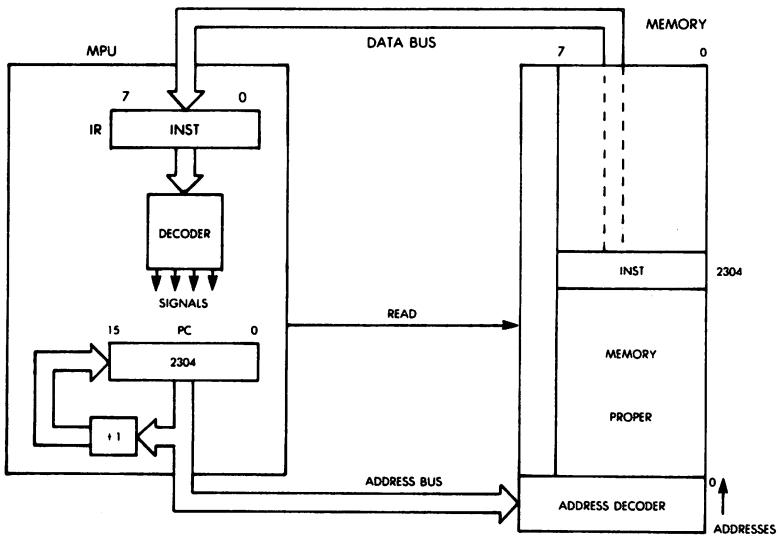 MEMORY
DATA BUS
MPU
7 0
7 0
IR INST
DECODER
SIGNALS
INST 2304
READ
15 PC 0
2304
MEMORY
PROPER
+1
ADDRESS BUS
0
ADDRESS DECODER
ADDRESSES